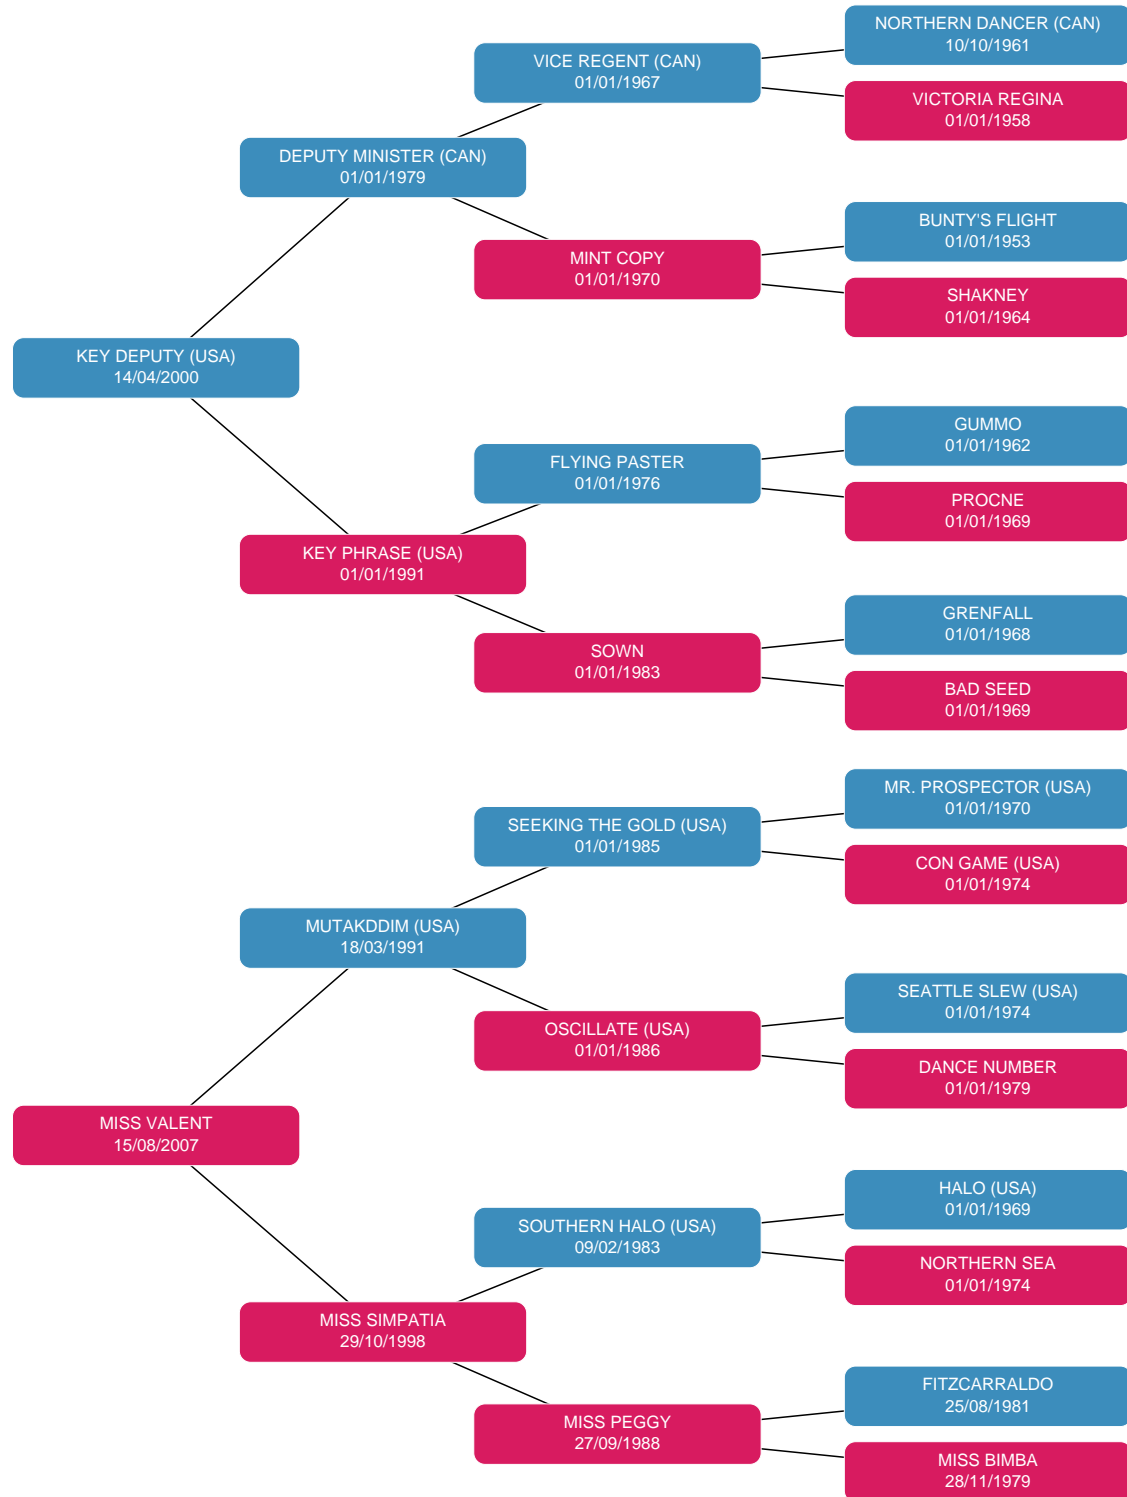 NORTHERN DANCER (CAN)
10/10/1961
VICE REGENT (CAN)
01/01/1967
VICTORIA REGINA
01/01/1958
DEPUTY MINISTER (CAN)
01/01/1979
BUNTY'S FLIGHT
01/01/1953
MINT COPY
01/01/1970
SHAKNEY
01/01/1964
KEY DEPUTY (USA)
14/04/2000
GUMMO
01/01/1962
FLYING PASTER
01/01/1976
PROCNE
01/01/1969
KEY PHRASE (USA)
01/01/1991
GRENFALL
01/01/1968
SOWN
01/01/1983
BAD SEED
01/01/1969
MR. PROSPECTOR (USA)
01/01/1970
SEEKING THE GOLD (USA)
01/01/1985
CON GAME (USA)
01/01/1974
MUTAKDDIM (USA)
18/03/1991
SEATTLE SLEW (USA)
01/01/1974
OSCILLATE (USA)
01/01/1986
DANCE NUMBER
01/01/1979
MISS VALENT
15/08/2007
HALO (USA)
01/01/1969
SOUTHERN HALO (USA)
09/02/1983
NORTHERN SEA
01/01/1974
MISS SIMPATIA
29/10/1998
FITZCARRALDO
25/08/1981
MISS PEGGY
27/09/1988
MISS BIMBA
28/11/1979